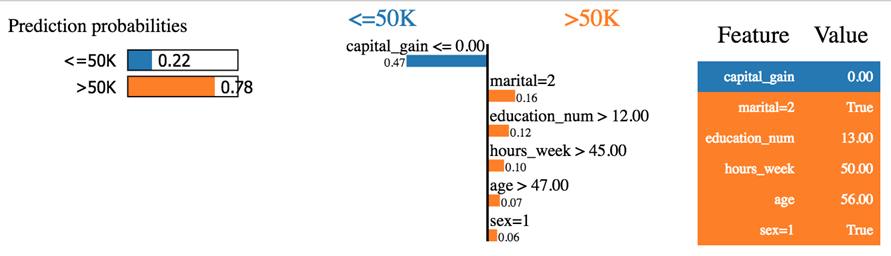 Prediction probabilities
<=50K 0.22
>50K 0.78
<=50K >50K
capital_gain <= 0.00
0.47
marital=2
0.16
education_num > 12.00
0.12
hours_week > 45.00
0.10
age > 47.00
0.07
sex=1
0.06
Feature Value
capital_gain 0.00
marital=2 True
education_num 13.00
hours_week 50.00
age 56.00
sex=1 True